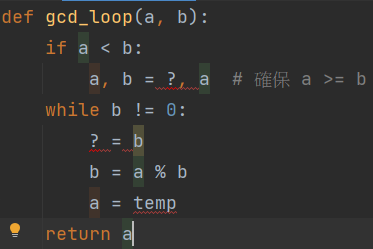 def gcd_loop(a, b):
    if a < b:
        a, b = ?, a  # 確保 a >= b
    while b != 0:
        ? = b
        b = a % b
        a = temp
    return a